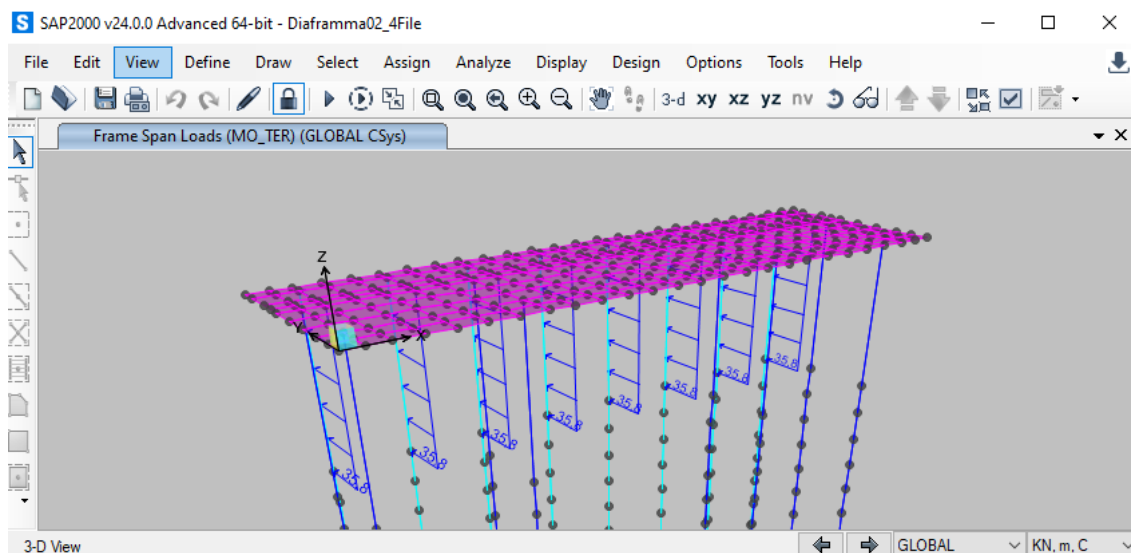 SAP2000 v24.0.0 Advanced 64-bit - Diaframma02_4File
File Edit View Define Draw Select Assign Analyze Display Design Options Tools Help
3-d xy xz yz nv
Frame Span Loads (MO_TER) (GLOBAL CSys)
Z
Y X
35,8
35,8
35,8
35,8
35,8
35,8
35,8
35,8
3-D View GLOBAL KN, m, C